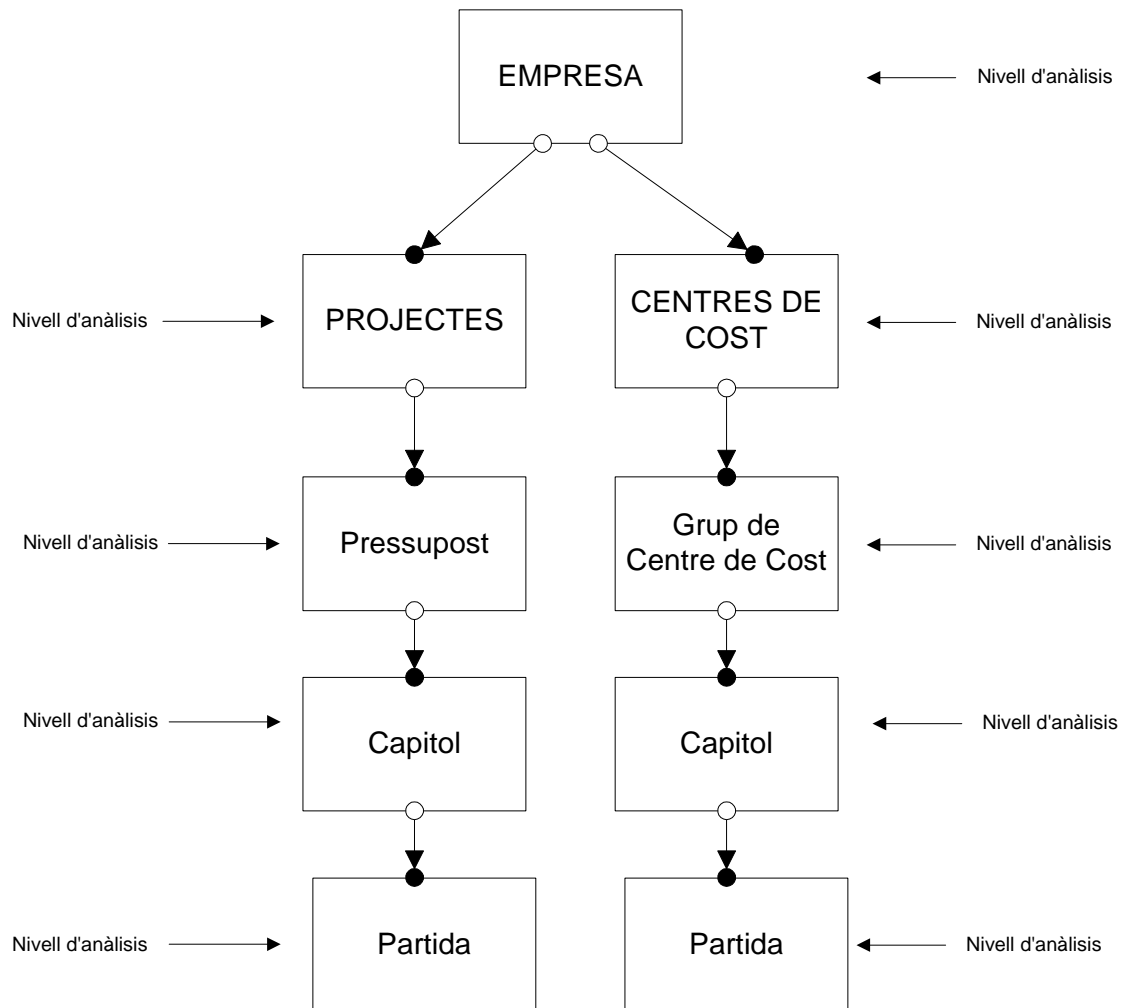 EMPRESA
Nivell d'anàlisis
Nivell d'anàlisis
PROJECTES
CENTRES DE
COST
Nivell d'anàlisis
Nivell d'anàlisis
Pressupost
Grup de
Centre de Cost
Nivell d'anàlisis
Nivell d'anàlisis
Capitol
Capitol
Nivell d'anàlisis
Nivell d'anàlisis
Partida
Partida
Nivell d'anàlisis